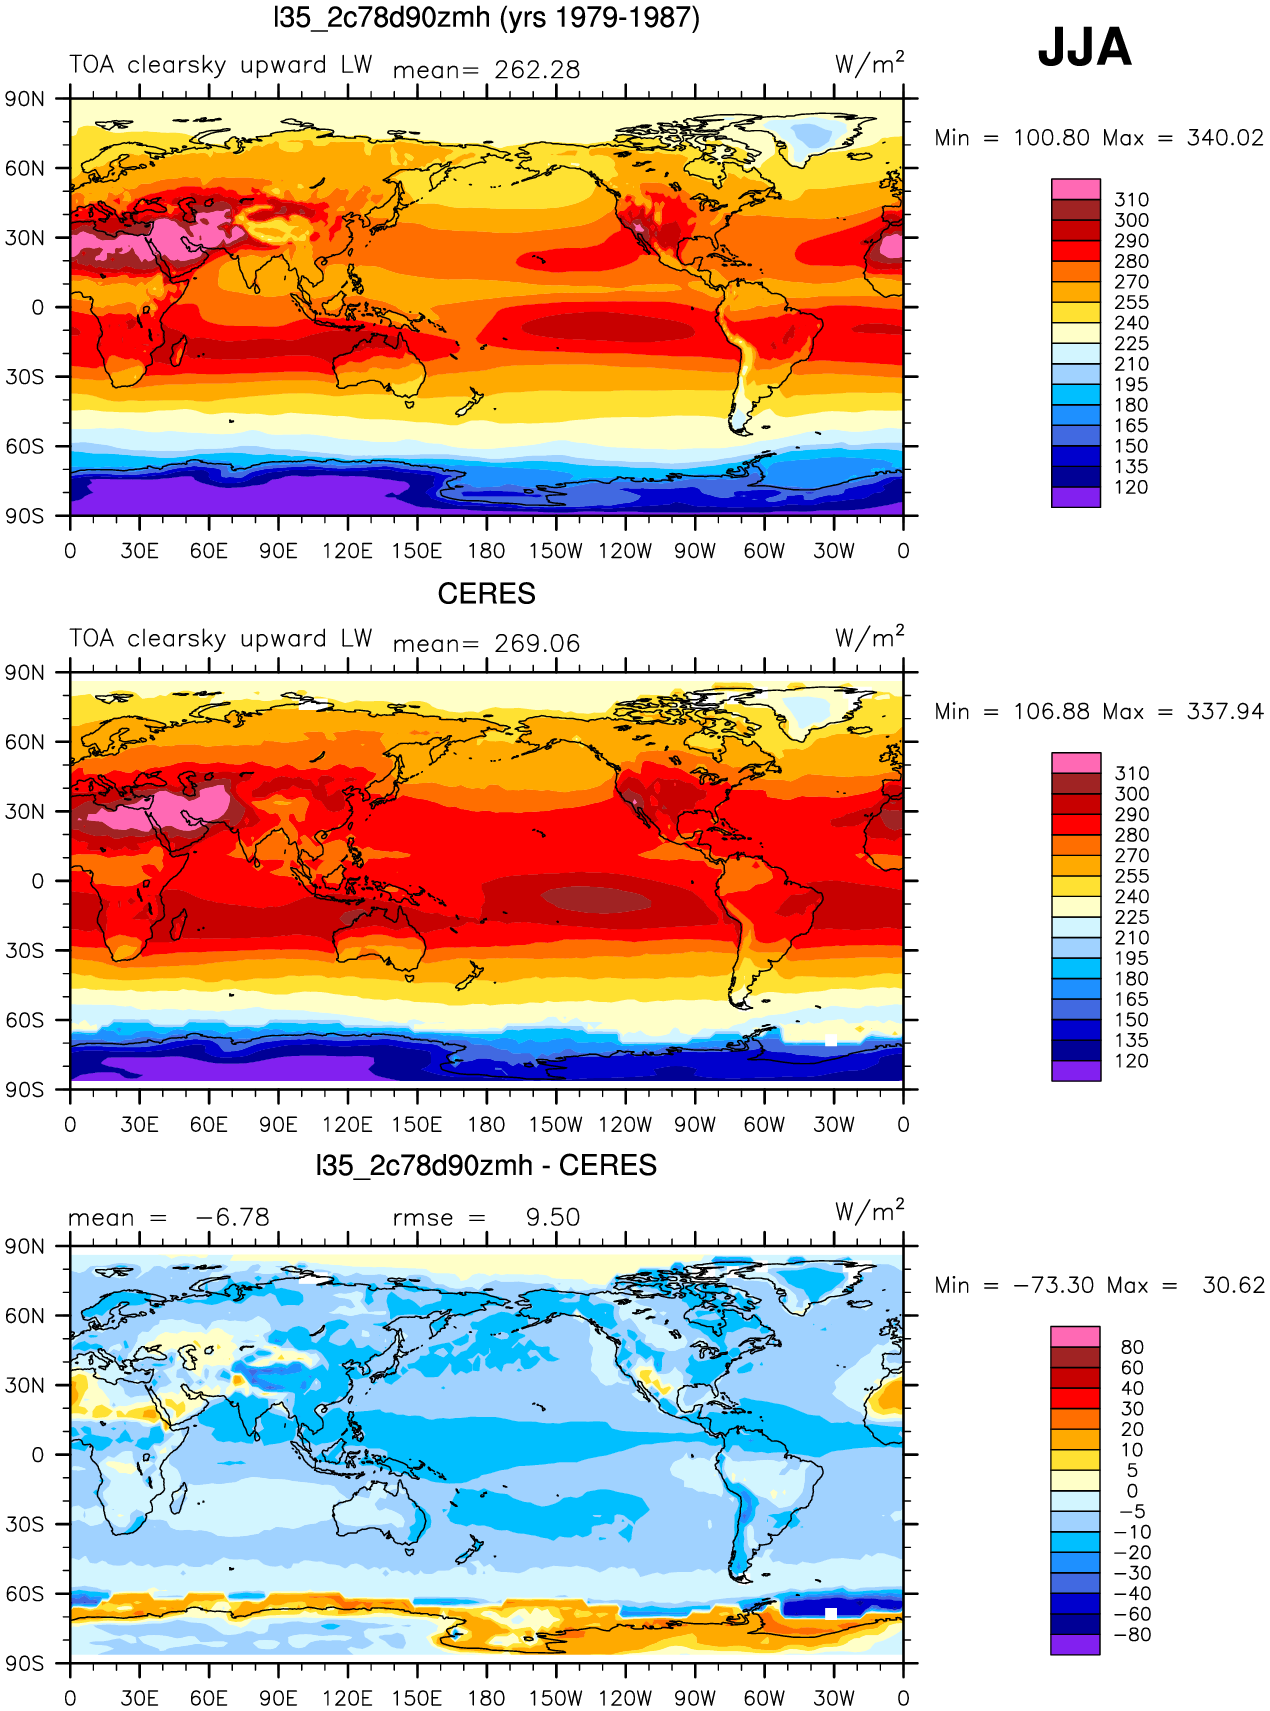 l35_2c78d90zmh (yrs 1979-1987)
JJA
TOA clearsky upward LW mean= 262.28 W/m²
Min = 100.80 Max = 340.02
90N
60N
30N
0
30S
60S
90S
0 30E 60E 90E 120E 150E 180 150W 120W 90W 60W 30W 0
310
300
290
280
270
255
240
225
210
195
180
165
150
135
120
CERES
TOA clearsky upward LW mean= 269.06 W/m²
Min = 106.88 Max = 337.94
90N
60N
30N
0
30S
60S
90S
0 30E 60E 90E 120E 150E 180 150W 120W 90W 60W 30W 0
310
300
290
280
270
255
240
225
210
195
180
165
150
135
120
l35_2c78d90zmh - CERES
mean = −6.78 rmse = 9.50 W/m²
Min = −73.30 Max = 30.62
90N
60N
30N
0
30S
60S
90S
0 30E 60E 90E 120E 150E 180 150W 120W 90W 60W 30W 0
80
60
40
30
20
10
5
0
−5
−10
−20
−30
−40
−60
−80